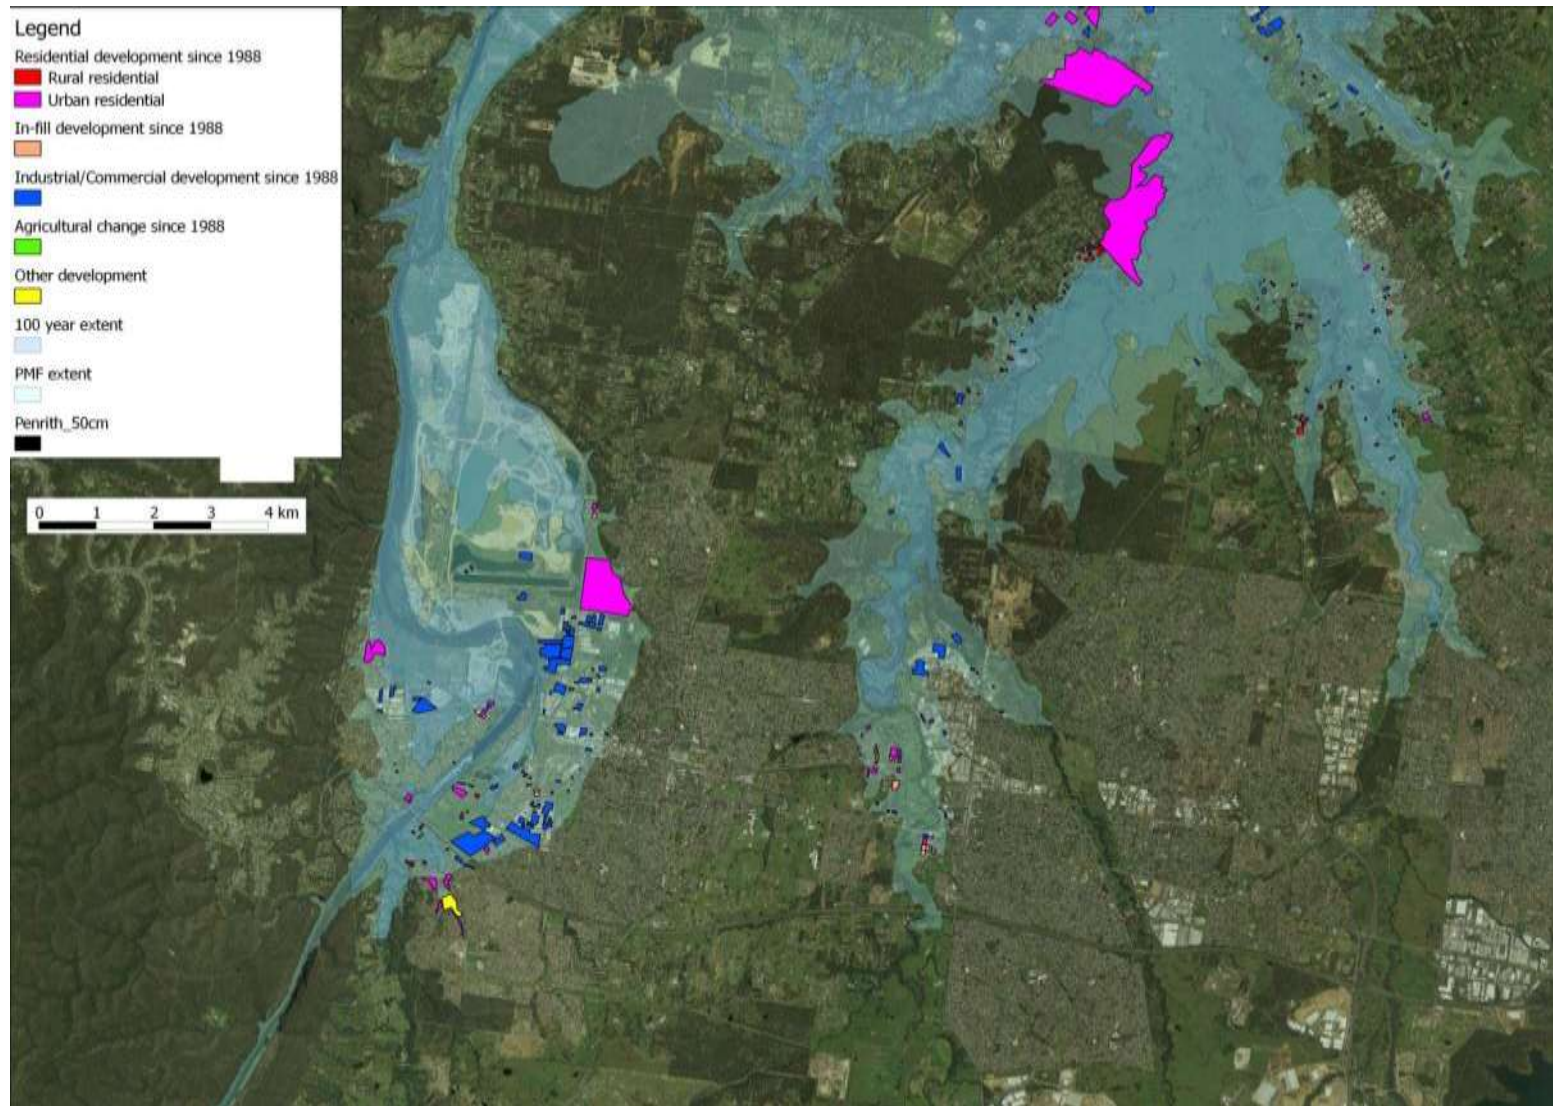 Legend
Residential development since 1988
Rural residential
Urban residential
In-fill development since 1988
Industrial/Commercial development since 1988
Agricultural change since 1988
Other development
100 year extent
PMF extent
Penrith_50cm
0 1 2 3 4 km